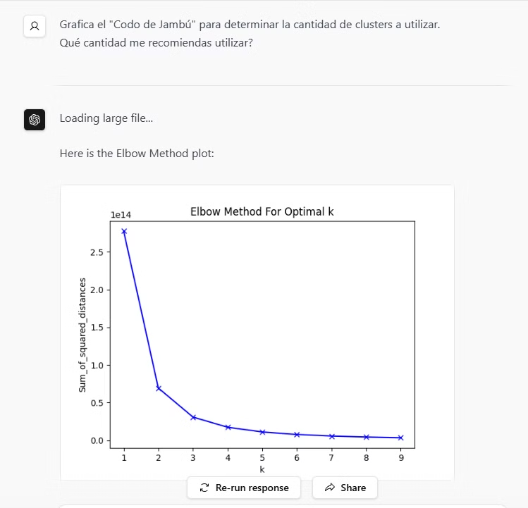 Grafica el "Codo de Jambú" para determinar la cantidad de clusters a utilizar.
Qué cantidad me recomiendas utilizar?
Loading large file...
Here is the Elbow Method plot:
1e14
Elbow Method For Optimal k
Sum_of_squared_distances
2.5
2.0
1.5
1.0
0.5
0.0
1 2 3 4 5 6 7 8 9
k
Re-run response
Share